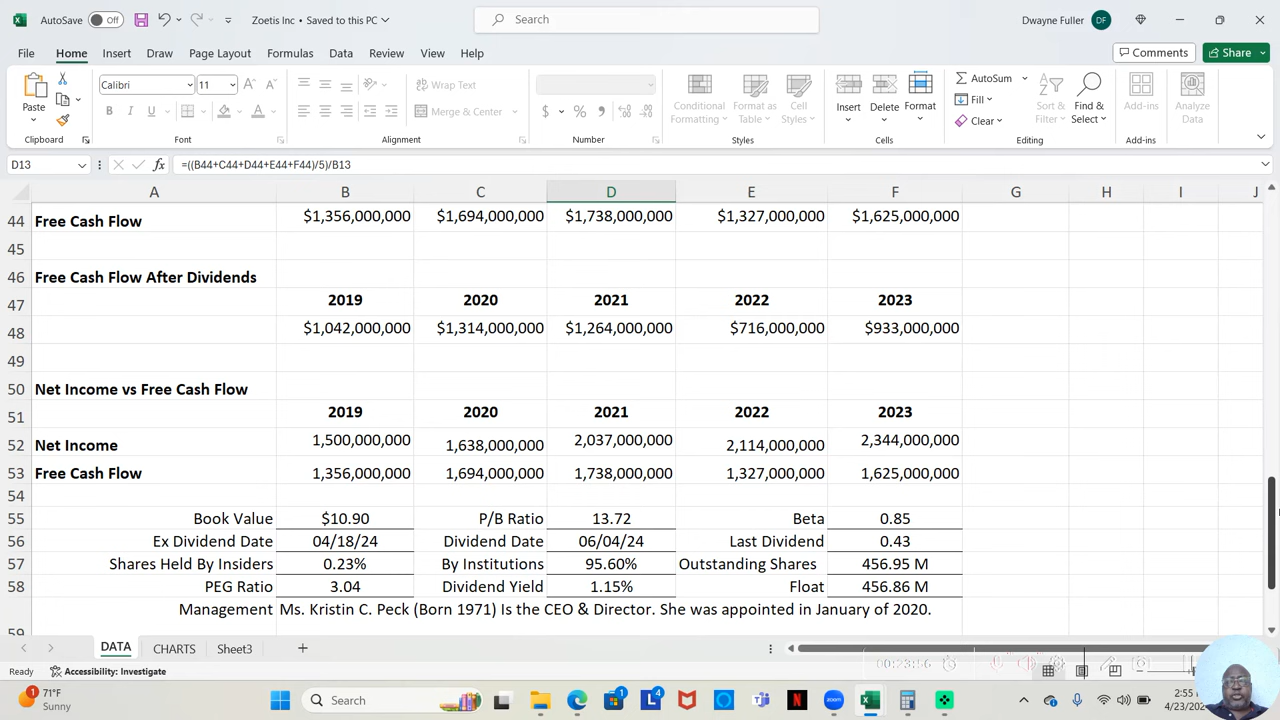 AutoSave Off Zoetis Inc • Saved to this PC Search Dwayne Fuller DF
File Home Insert Draw Page Layout Formulas Data Review View Help Comments Share
Paste Calibri 11 A A Wrap Text Conditional Formatting Format as Table Cell Styles Insert Delete Format AutoSum Sort & Filter Find & Select Add-ins Analyze Data
B I U A Merge & Center $ % , Fill
Clear
Clipboard Font Alignment Number Styles Cells Editing Add-ins
D13 fx =((B44+C44+D44+E44+F44)/5)/B13
A B C D E F G H I J
44 Free Cash Flow $1,356,000,000 $1,694,000,000 $1,738,000,000 $1,327,000,000 $1,625,000,000
45
46 Free Cash Flow After Dividends
47 2019 2020 2021 2022 2023
48 $1,042,000,000 $1,314,000,000 $1,264,000,000 $716,000,000 $933,000,000
49
50 Net Income vs Free Cash Flow
51 2019 2020 2021 2022 2023
52 Net Income 1,500,000,000 1,638,000,000 2,037,000,000 2,114,000,000 2,344,000,000
53 Free Cash Flow 1,356,000,000 1,694,000,000 1,738,000,000 1,327,000,000 1,625,000,000
54
55 Book Value $10.90 P/B Ratio 13.72 Beta 0.85
56 Ex Dividend Date 04/18/24 Dividend Date 06/04/24 Last Dividend 0.43
57 Shares Held By Insiders 0.23% By Institutions 95.60% Outstanding Shares 456.95 M
58 PEG Ratio 3.04 Dividend Yield 1.15% Float 456.86 M
Management Ms. Kristin C. Peck (Born 1971) Is the CEO & Director. She was appointed in January of 2020.
59
DATA CHARTS Sheet3
Ready Accessibility: Investigate 00:23:56
1 71°F Search 1 4 2:55
Sunny 4/23/